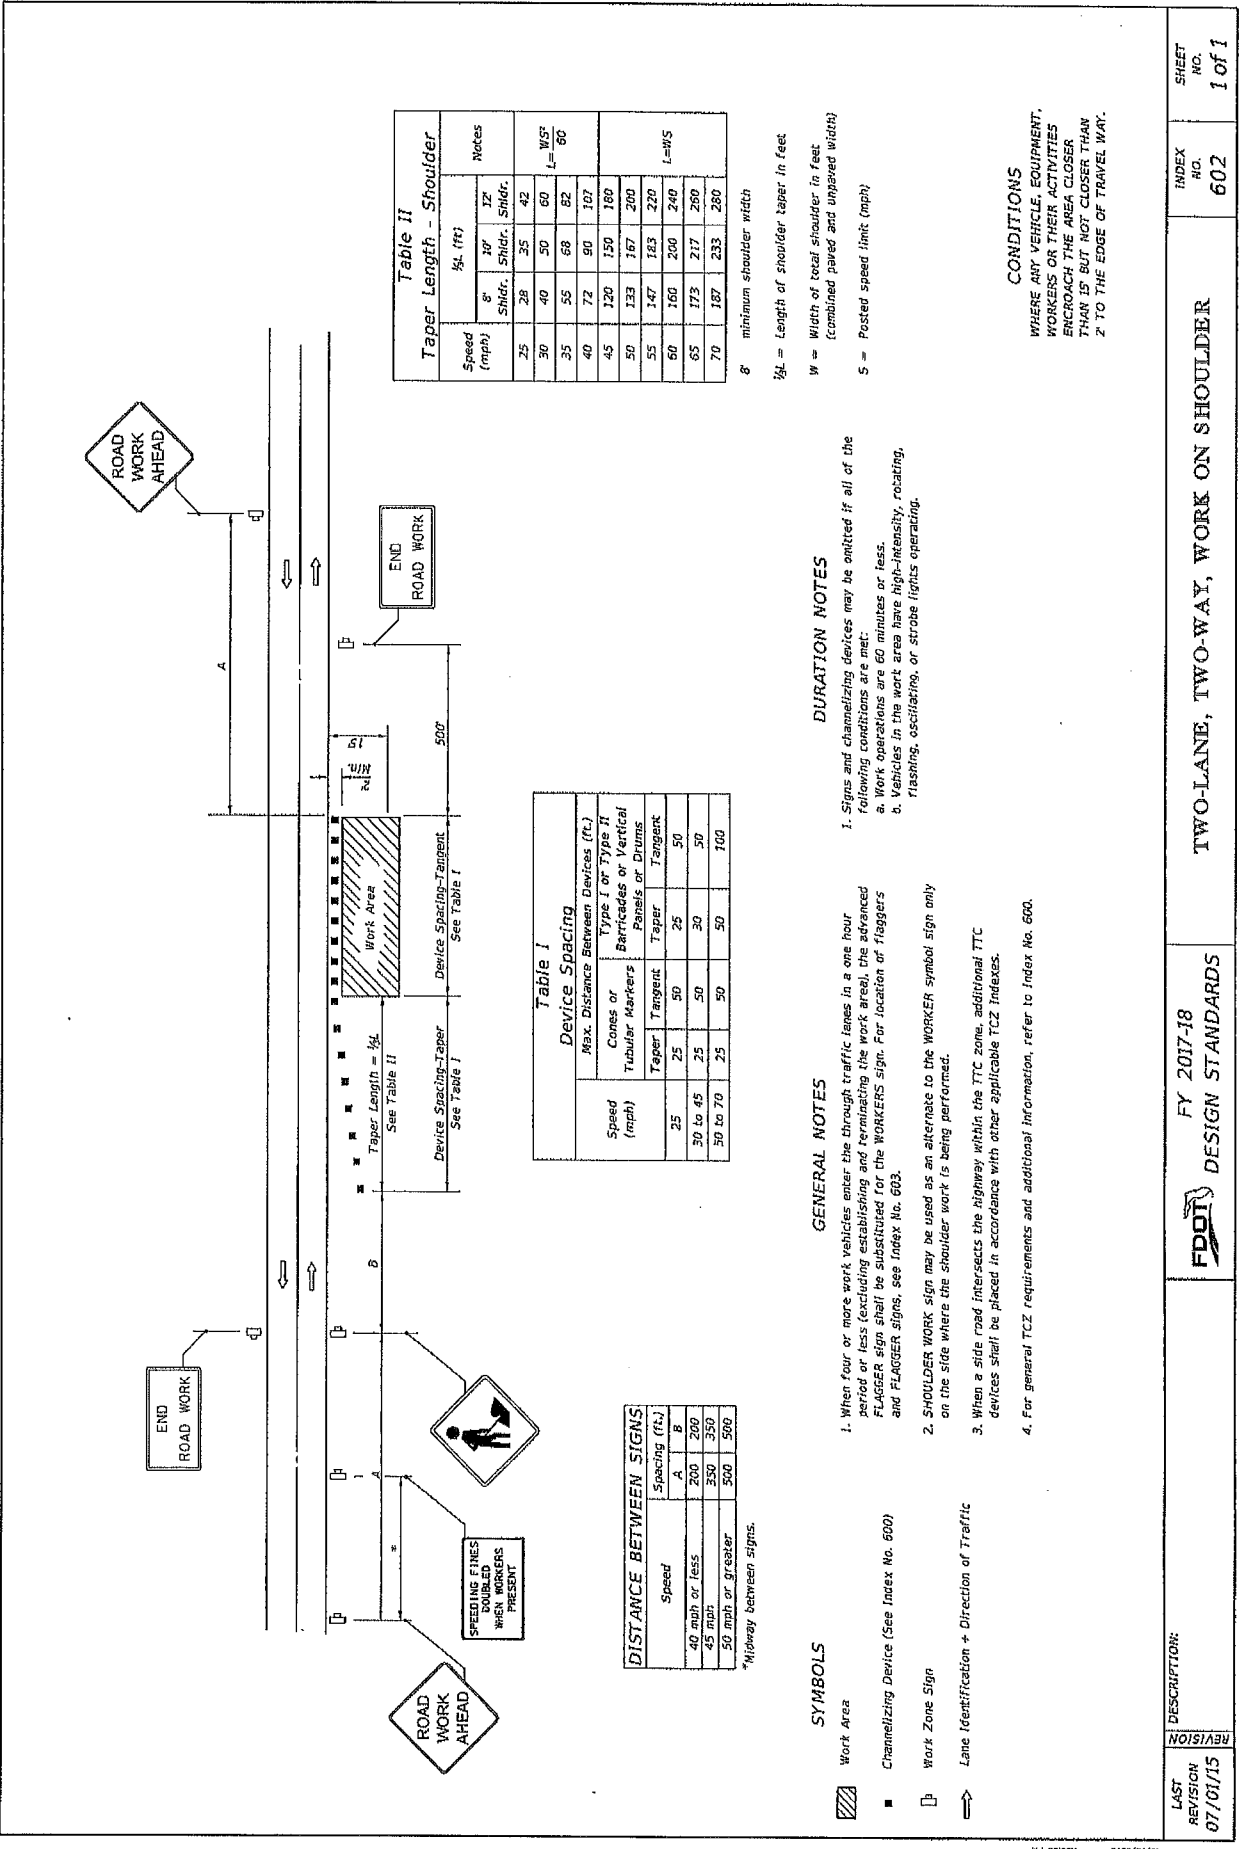 END
ROAD WORK
ROAD
WORK
AHEAD
A
B
A
*
ROAD
WORK
AHEAD
SPEEDING FINES
DOUBLED
WHEN WORKERS
PRESENT
Taper Length = ⅓L
See Table II
Device Spacing-Taper
See Table I
Work Area
Device Spacing-Tangent
See Table I
2'
Min.
15'
500'
END
ROAD WORK
DISTANCE BETWEEN SIGNS
Speed Spacing (ft.)
A B
40 mph or less 200 200
45 mph 350 350
50 mph or greater 500 500
*Midway between signs.
Table I
Device Spacing
Speed (mph) Max. Distance Between Devices (ft.)
Cones or Tubular Markers Type I or Type II Barricades or Vertical Panels or Drums
Taper Tangent Taper Tangent
25 25 50 25 50
30 to 45 25 50 30 50
50 to 70 25 50 50 100
Table II
Taper Length - Shoulder
Speed (mph) ⅓L (ft) Notes
8' Shldr. 10' Shldr. 12' Shldr.
25 28 35 42 L= WS² / 60
30 40 50 60
35 55 68 82
40 72 90 107
45 120 150 180 L=WS
50 133 167 200
55 147 183 220
60 160 200 240
65 173 217 260
70 187 233 280
8' minimum shoulder width
⅓L = Length of shoulder taper in feet
W = Width of total shoulder in feet
(combined paved and unpaved width)
S = Posted speed limit (mph)
SYMBOLS
Work Area
Channelizing Device (See Index No. 600)
Work Zone Sign
Lane Identification + Direction of Traffic
GENERAL NOTES
1. When four or more work vehicles enter the through traffic lanes in a one hour
period or less (excluding establishing and terminating the work area), the advanced
FLAGGER sign shall be substituted for the WORKERS sign. For location of flaggers
and FLAGGER signs, see Index No. 603.
2. SHOULDER WORK sign may be used as an alternate to the WORKER symbol sign only
on the side where the shoulder work is being performed.
3. When a side road intersects the highway within the TTC zone, additional TTC
devices shall be placed in accordance with other applicable TCZ Indexes.
4. For general TCZ requirements and additional information, refer to Index No. 600.
DURATION NOTES
1. Signs and channelizing devices may be omitted if all of the
following conditions are met:
a. Work operations are 60 minutes or less.
b. Vehicles in the work area have high-intensity, rotating,
flashing, oscillating, or strobe lights operating.
CONDITIONS
WHERE ANY VEHICLE, EQUIPMENT,
WORKERS OR THEIR ACTIVITIES
ENCROACH THE AREA CLOSER
THAN 15' BUT NOT CLOSER THAN
2' TO THE EDGE OF TRAVEL WAY.
LAST
REVISION
07/01/15
REVISION
DESCRIPTION:
FDOT
FY 2017-18
DESIGN STANDARDS
TWO-LANE, TWO-WAY, WORK ON SHOULDER
INDEX
NO.
602
SHEET
NO.
1 of 1